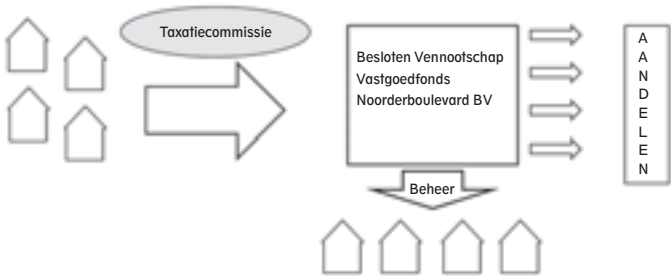 Taxatiecommissie
Besloten Vennootschap
Vastgoedfonds
Noorderboulevard BV
Beheer
A
A
N
D
E
L
E
N